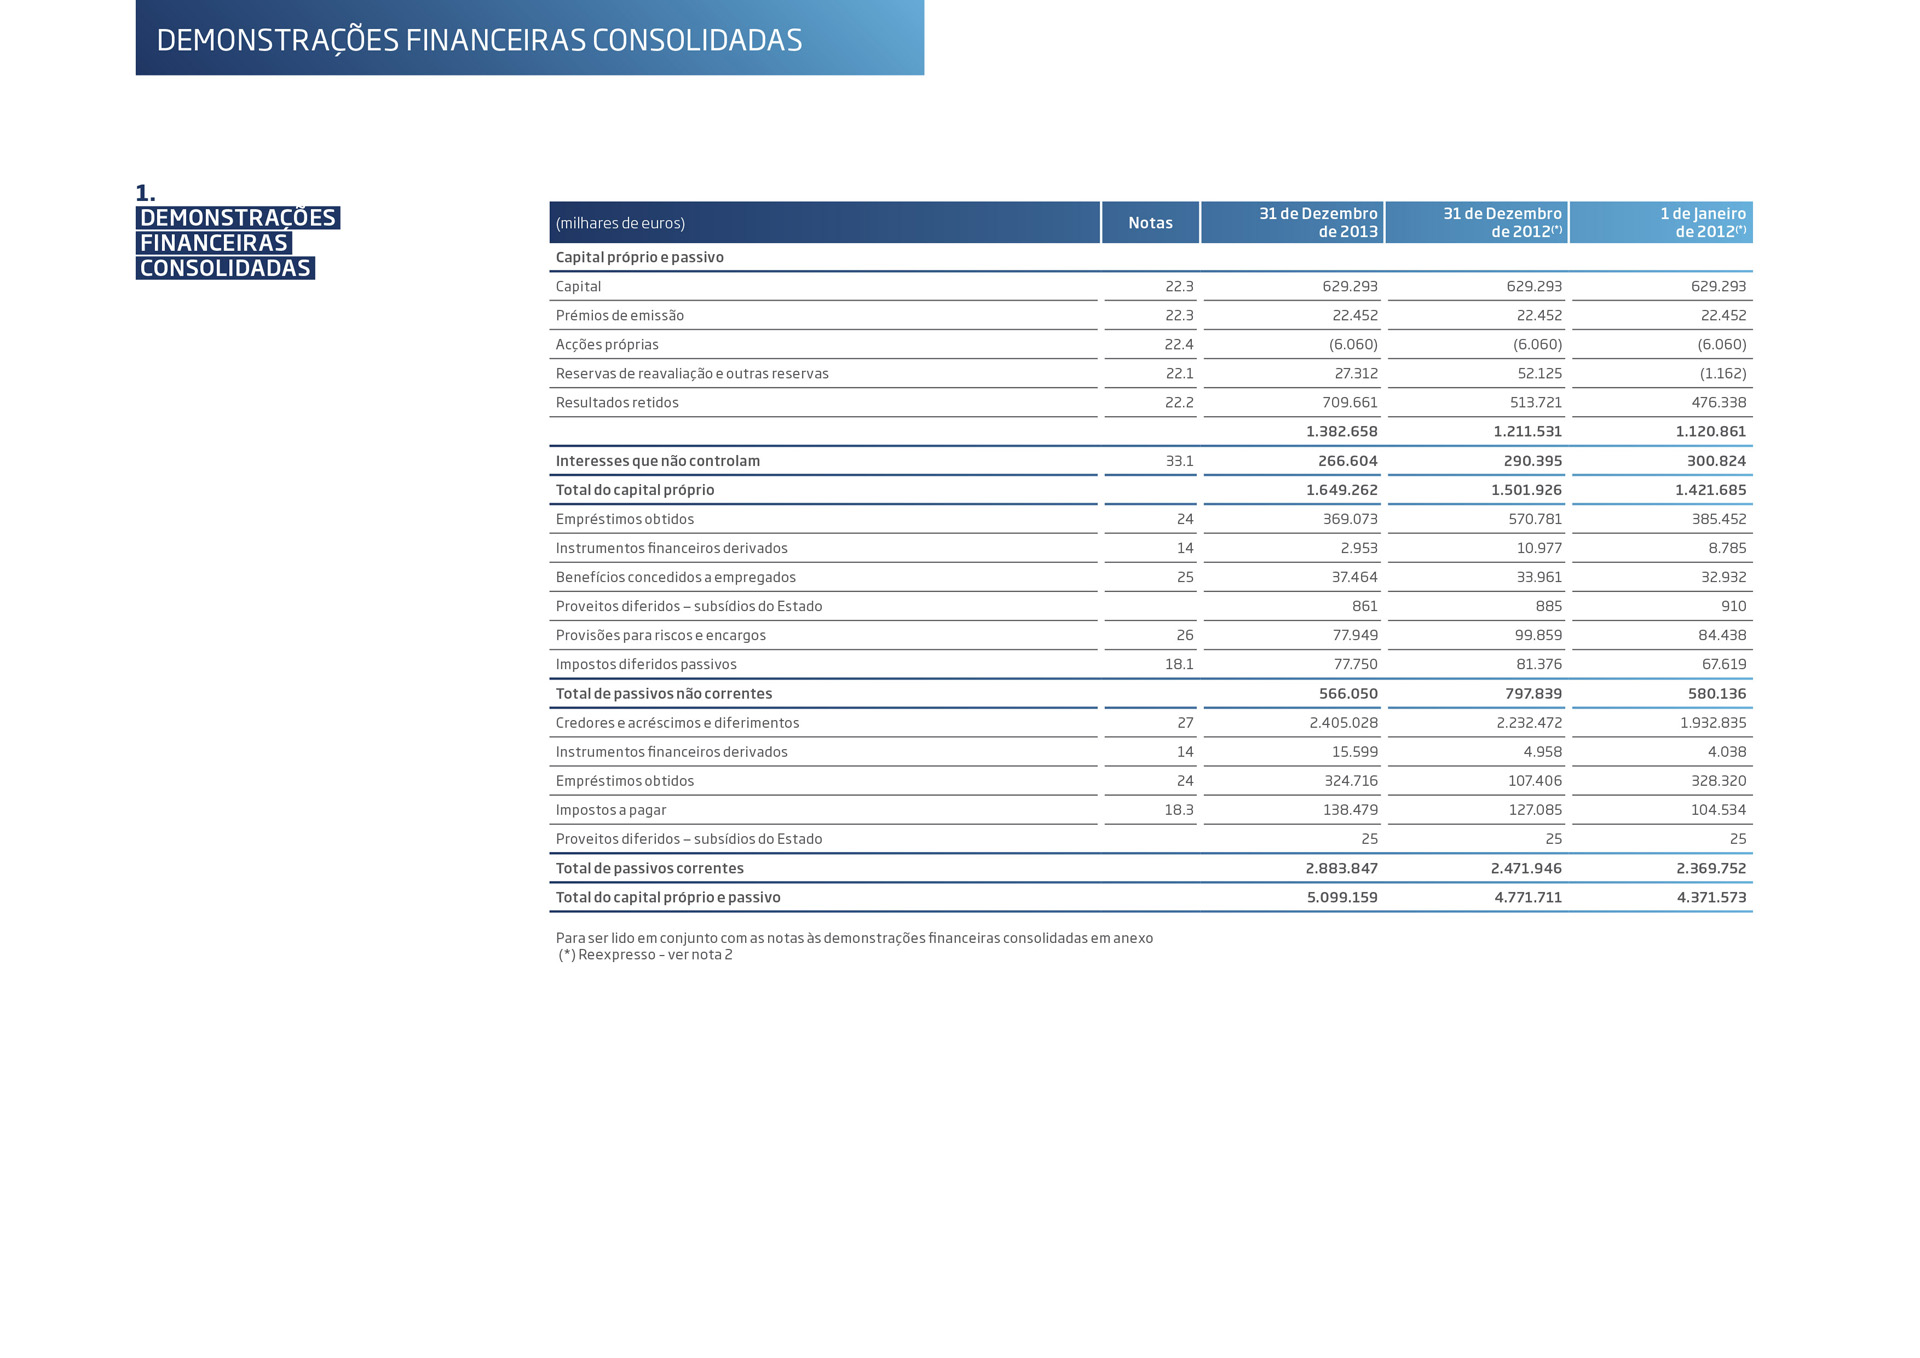 DEMONSTRAÇÕES FINANCEIRAS CONSOLIDADAS
1.
DEMONSTRAÇÕES
FINANCEIRAS
CONSOLIDADAS
(milhares de euros) Notas 31 de Dezembro de 2013 31 de Dezembro de 2012(*) 1 de Janeiro de 2012(*)
Capital próprio e passivo
Capital 22.3 629.293 629.293 629.293
Prémios de emissão 22.3 22.452 22.452 22.452
Acções próprias 22.4 (6.060) (6.060) (6.060)
Reservas de reavaliação e outras reservas 22.1 27.312 52.125 (1.162)
Resultados retidos 22.2 709.661 513.721 476.338
1.382.658 1.211.531 1.120.861
Interesses que não controlam 33.1 266.604 290.395 300.824
Total do capital próprio 1.649.262 1.501.926 1.421.685
Empréstimos obtidos 24 369.073 570.781 385.452
Instrumentos financeiros derivados 14 2.953 10.977 8.785
Benefícios concedidos a empregados 25 37.464 33.961 32.932
Proveitos diferidos – subsídios do Estado 861 885 910
Provisões para riscos e encargos 26 77.949 99.859 84.438
Impostos diferidos passivos 18.1 77.750 81.376 67.619
Total de passivos não correntes 566.050 797.839 580.136
Credores e acréscimos e diferimentos 27 2.405.028 2.232.472 1.932.835
Instrumentos financeiros derivados 14 15.599 4.958 4.038
Empréstimos obtidos 24 324.716 107.406 328.320
Impostos a pagar 18.3 138.479 127.085 104.534
Proveitos diferidos – subsídios do Estado 25 25 25
Total de passivos correntes 2.883.847 2.471.946 2.369.752
Total do capital próprio e passivo 5.099.159 4.771.711 4.371.573
Para ser lido em conjunto com as notas às demonstrações financeiras consolidadas em anexo
(*) Reexpresso – ver nota 2